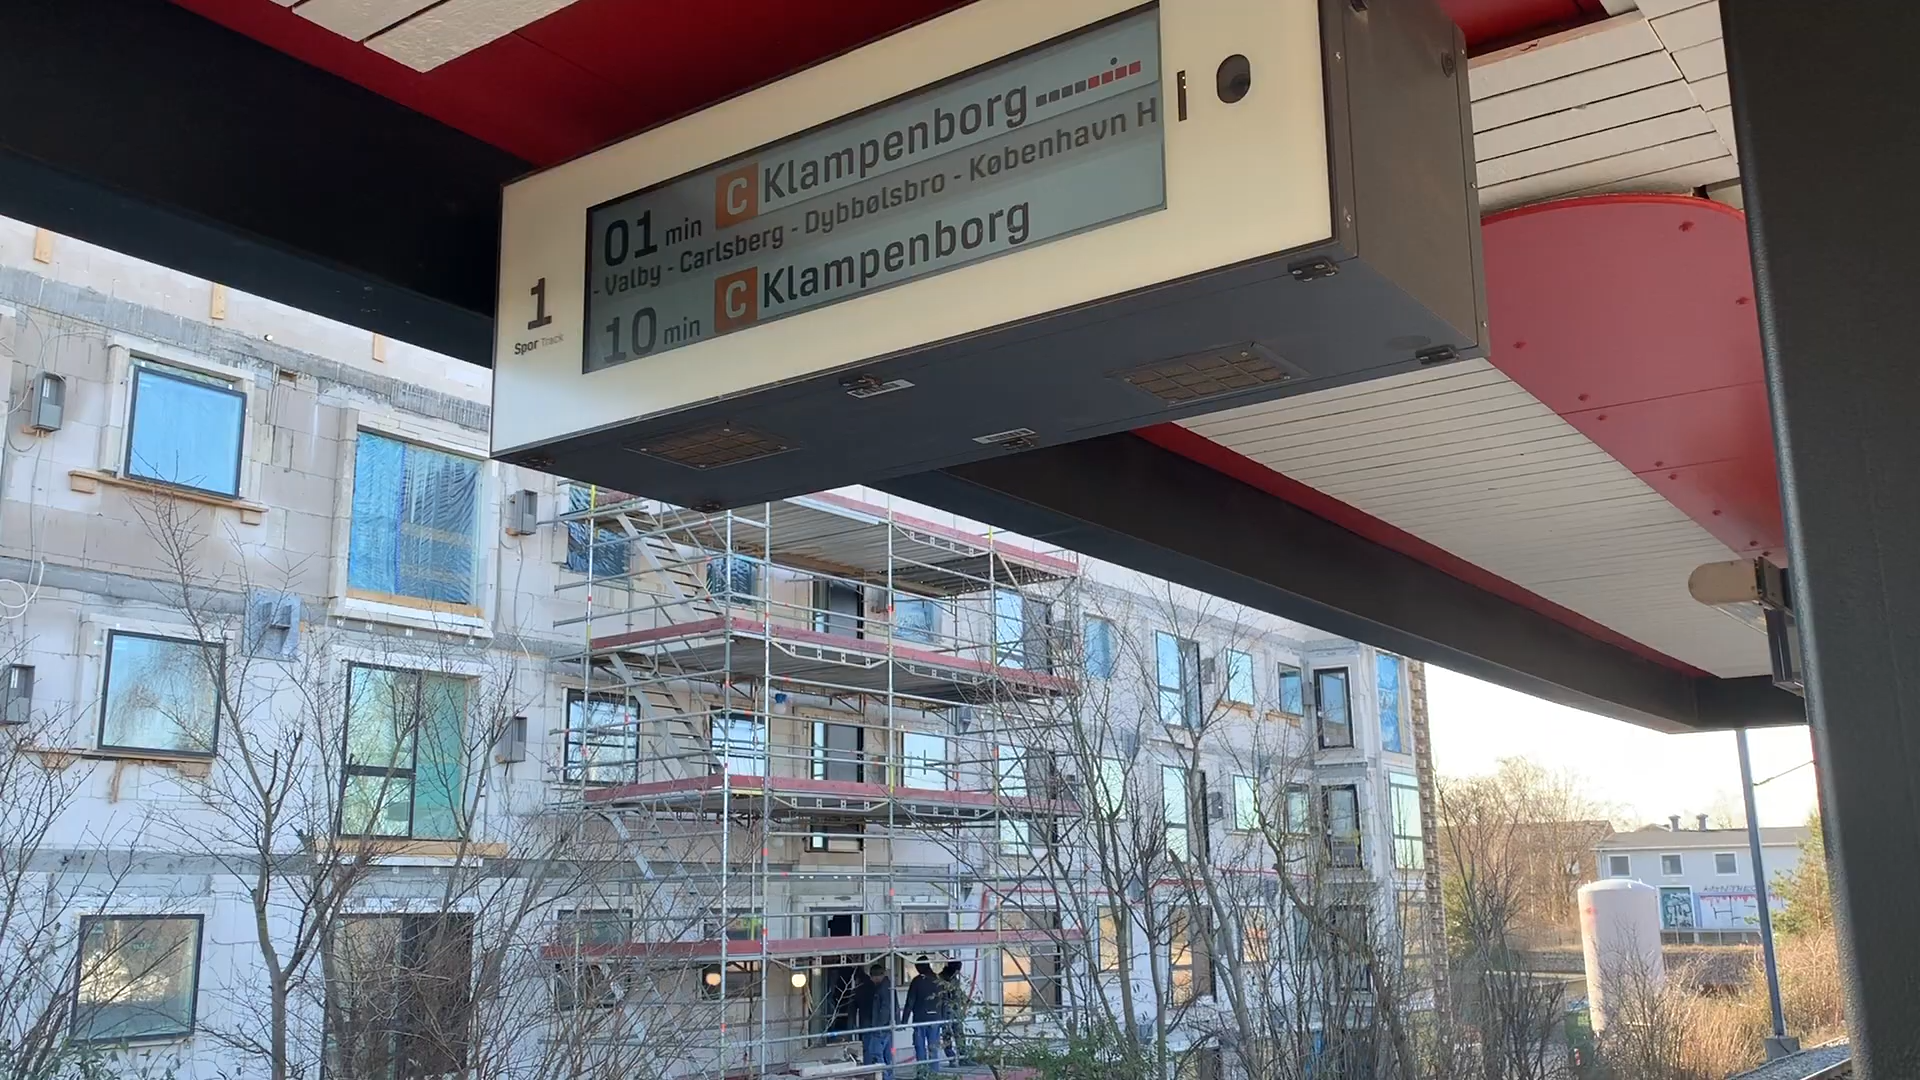 1
Spor Track
01 min C Klampenborg
- Valby - Carlsberg - Dybbølsbro - København H
10 min C Klampenborg